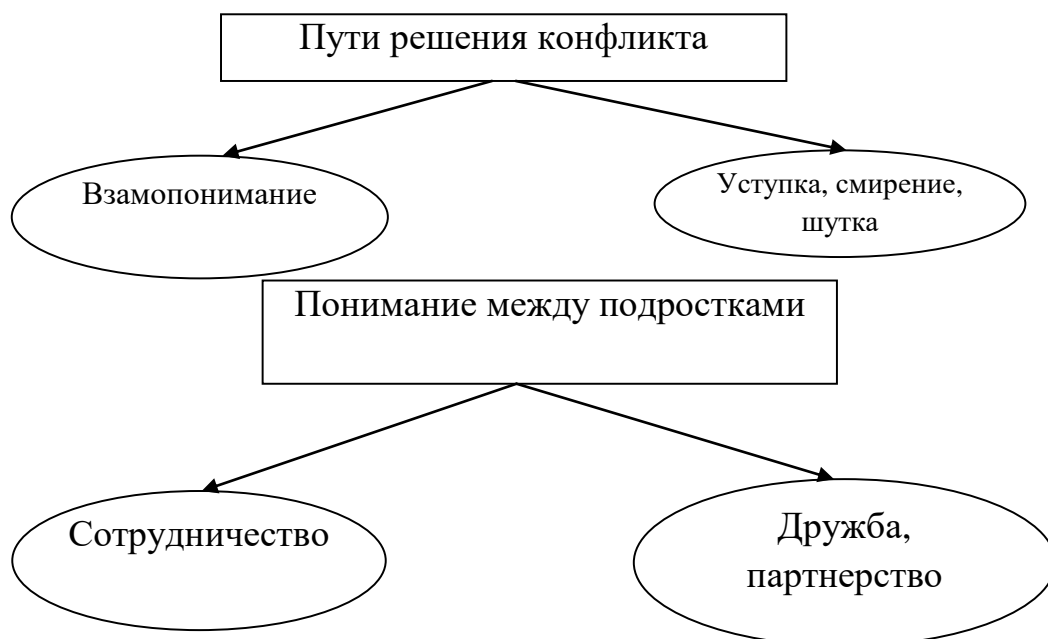 Пути решения конфликта
Взамопонимание
Уступка, смирение,
шутка
Понимание между подростками
Сотрудничество
Дружба,
партнерство